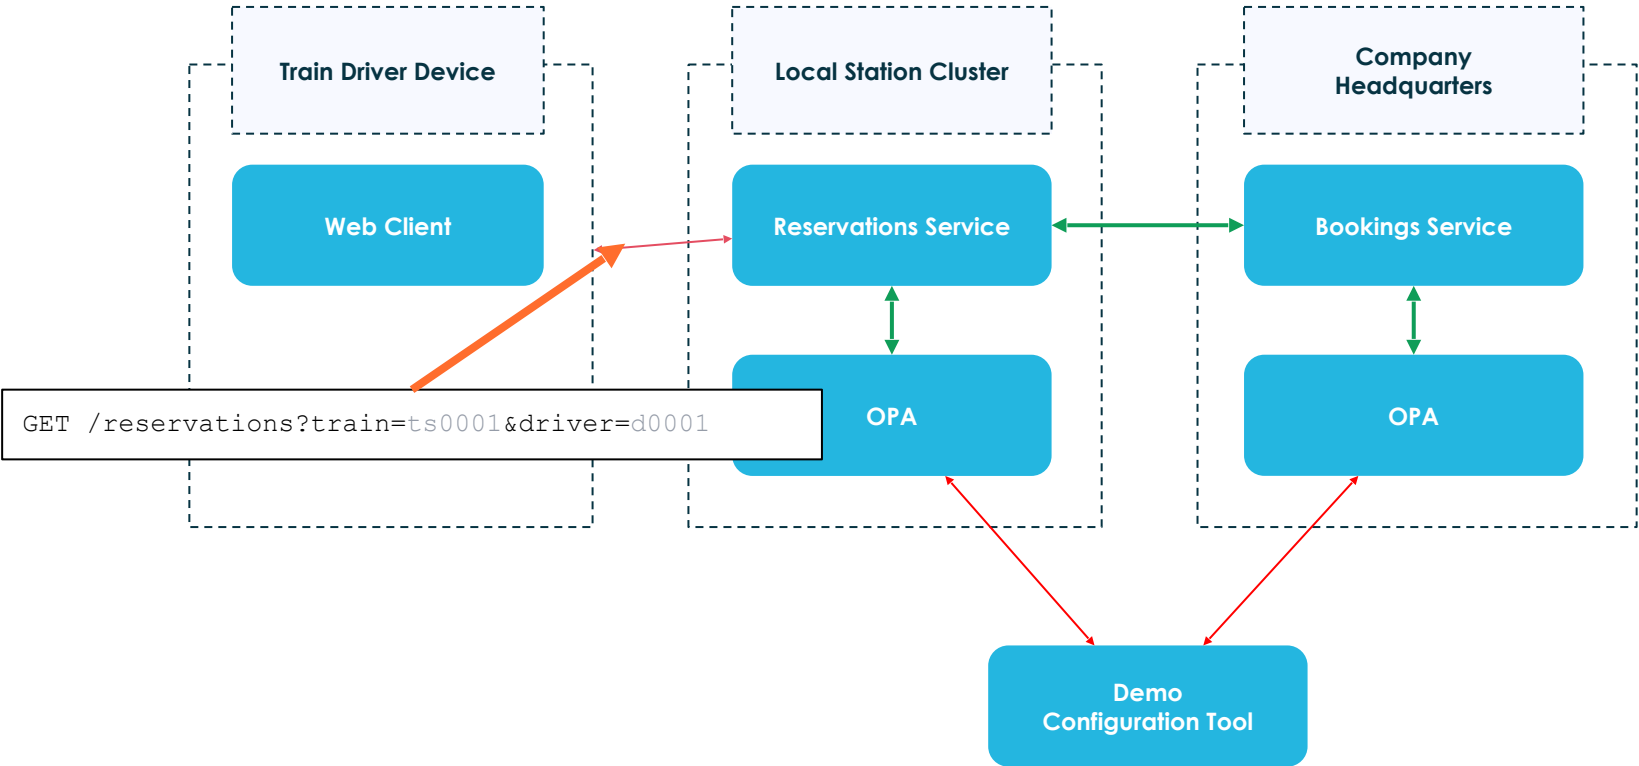 Train Driver Device
Local Station Cluster
Company
Headquarters
Web Client
Reservations Service
Bookings Service
GET /reservations?train=ts0001&driver=d0001
OPA
OPA
Demo
Configuration Tool